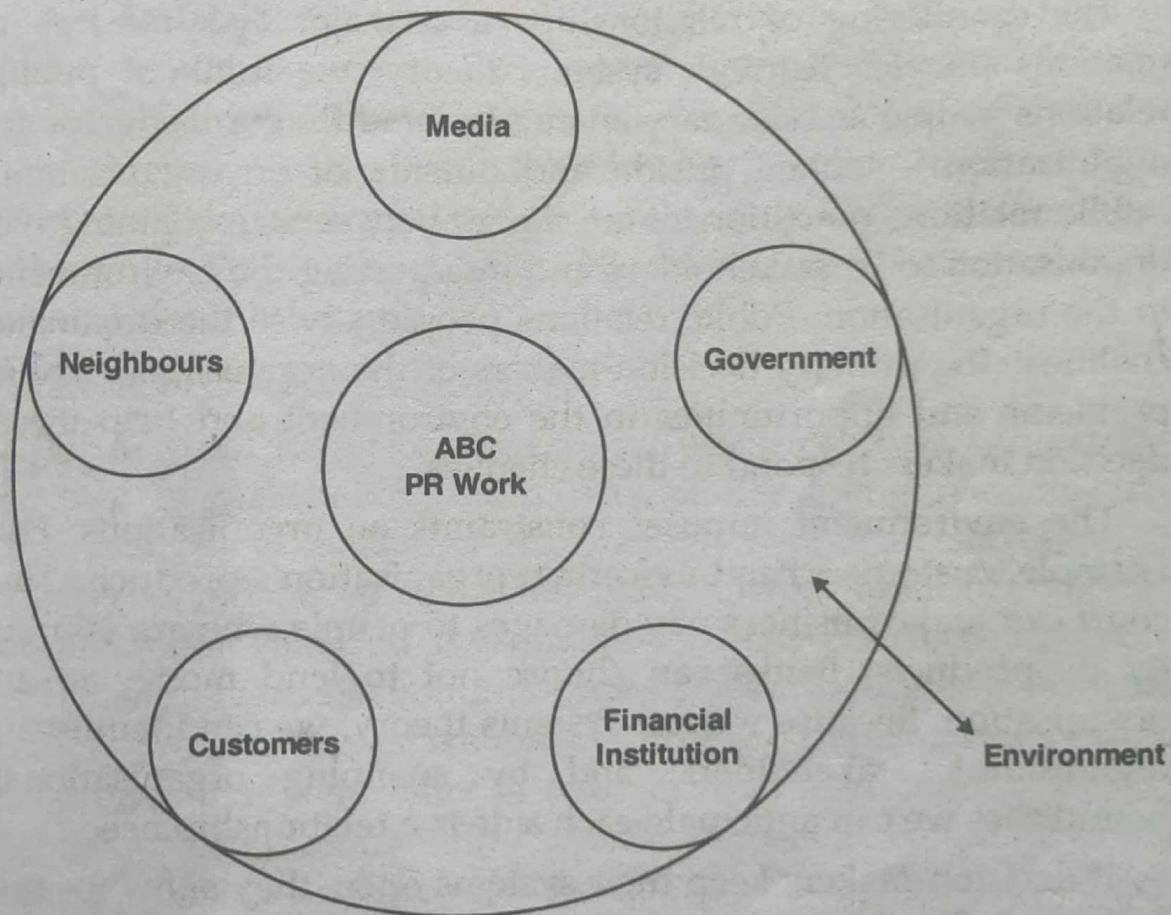 Media
Neighbours
Government
ABC
PR Work
Customers
Financial
Institution
Environment